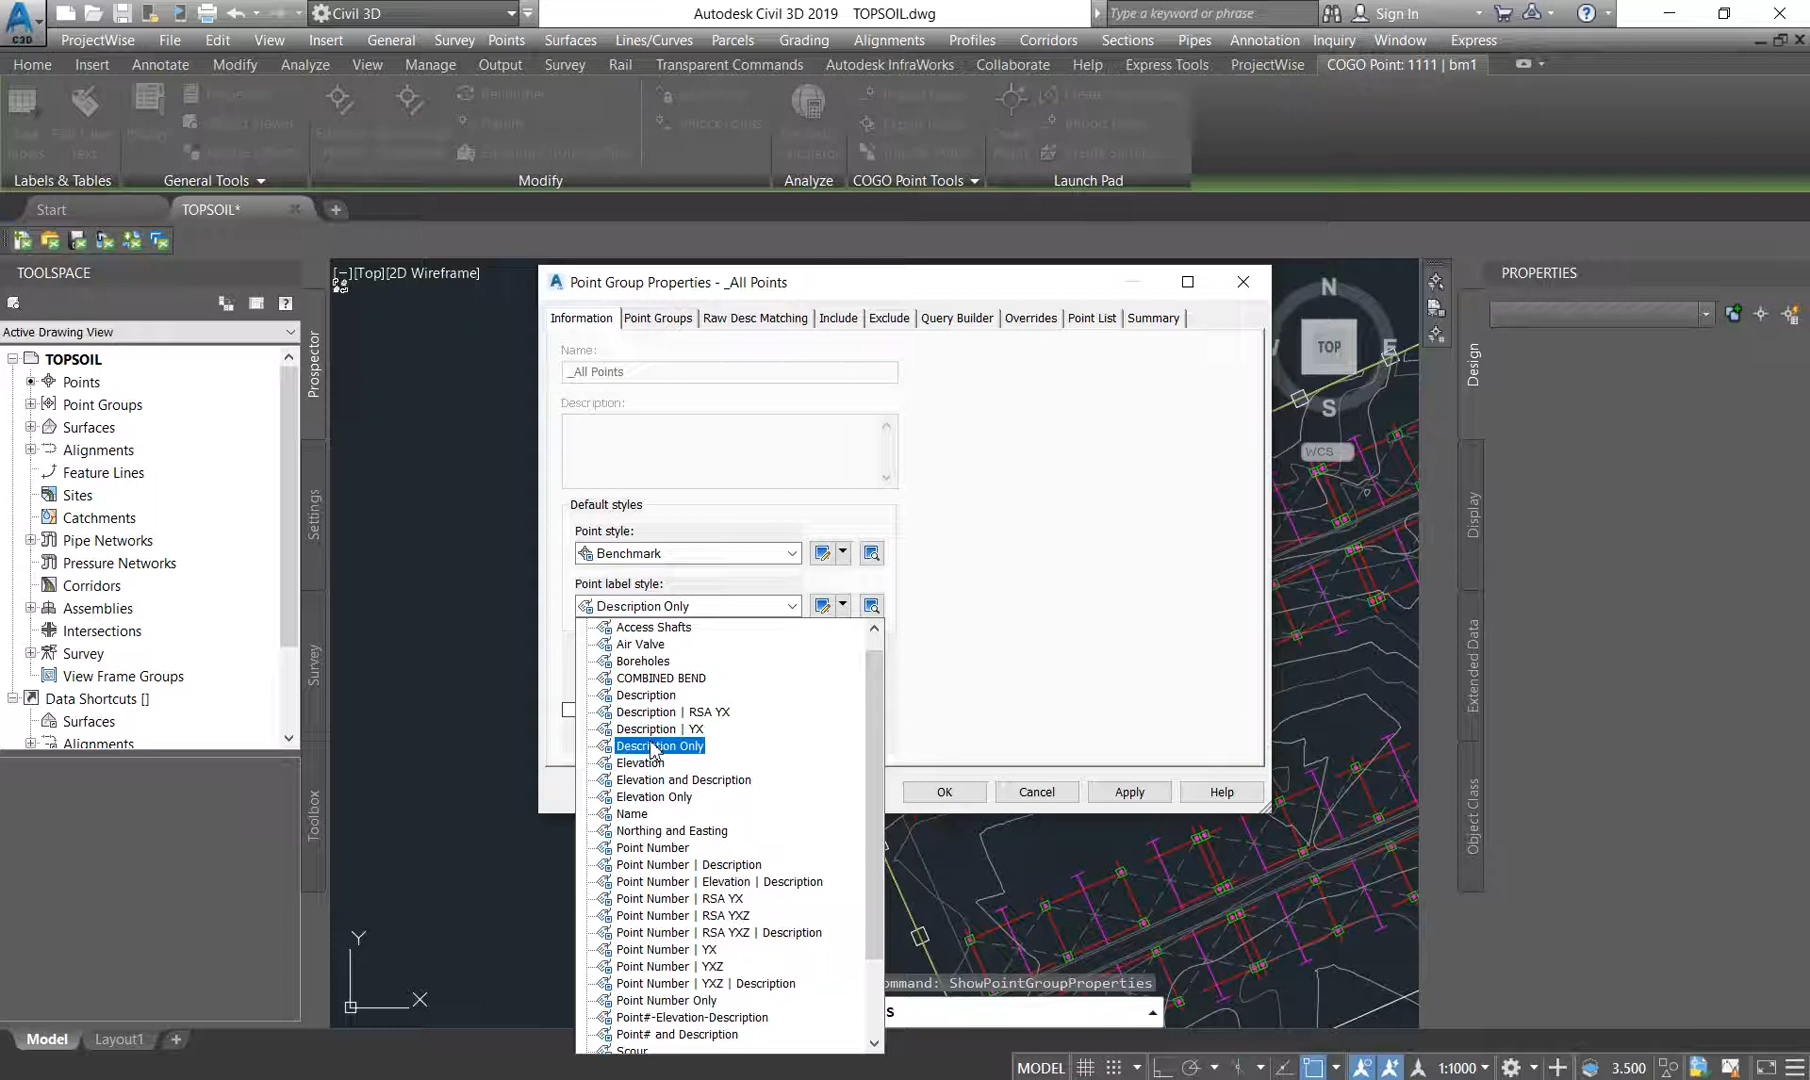 Civil 3D
Autodesk Civil 3D 2019 TOPSOIL.dwg
Type a keyword or phrase
Sign In
C3D
ProjectWise File Edit View Insert General Survey Points Surfaces Lines/Curves Parcels Grading Alignments Profiles Corridors Sections Pipes Annotation Inquiry Window Express
Home Insert Annotate Modify Analyze View Manage Output Survey Rail Transparent Commands Autodesk InfraWorks Collaborate Help Express Tools ProjectWise COGO Point: 1111 | bm1
Labels & Tables General Tools Modify Analyze COGO Point Tools Launch Pad
Start TOPSOIL*
TOOLSPACE
Active Drawing View
TOPSOIL
Points
Point Groups
Surfaces
Alignments
Feature Lines
Sites
Catchments
Pipe Networks
Pressure Networks
Corridors
Assemblies
Intersections
Survey
View Frame Groups
Data Shortcuts []
Surfaces
Alignments
Prospector
Settings
Survey
Toolbox
[−][Top][2D Wireframe]
Point Group Properties - _All Points
Information Point Groups Raw Desc Matching Include Exclude Query Builder Overrides Point List Summary
Name:
_All Points
Description:
Default styles
Point style:
Benchmark
Point label style:
Description Only
Access Shafts
Air Valve
Boreholes
COMBINED BEND
Description
Description | RSA YX
Description | YX
Description Only
Elevation
Elevation and Description
Elevation Only
Name
Northing and Easting
Point Number
Point Number | Description
Point Number | Elevation | Description
Point Number | RSA YX
Point Number | RSA YXZ
Point Number | RSA YXZ | Description
Point Number | YX
Point Number | YXZ
Point Number | YXZ | Description
Point Number Only
Point#-Elevation-Description
Point# and Description
Scour
OK Cancel Apply Help
N
E
S
TOP
WCS
PROPERTIES
Design
Display
Extended Data
Object Class
ommand: ShowPointGroupProperties
S
Y
X
Model Layout1
MODEL 1:1000 3.500